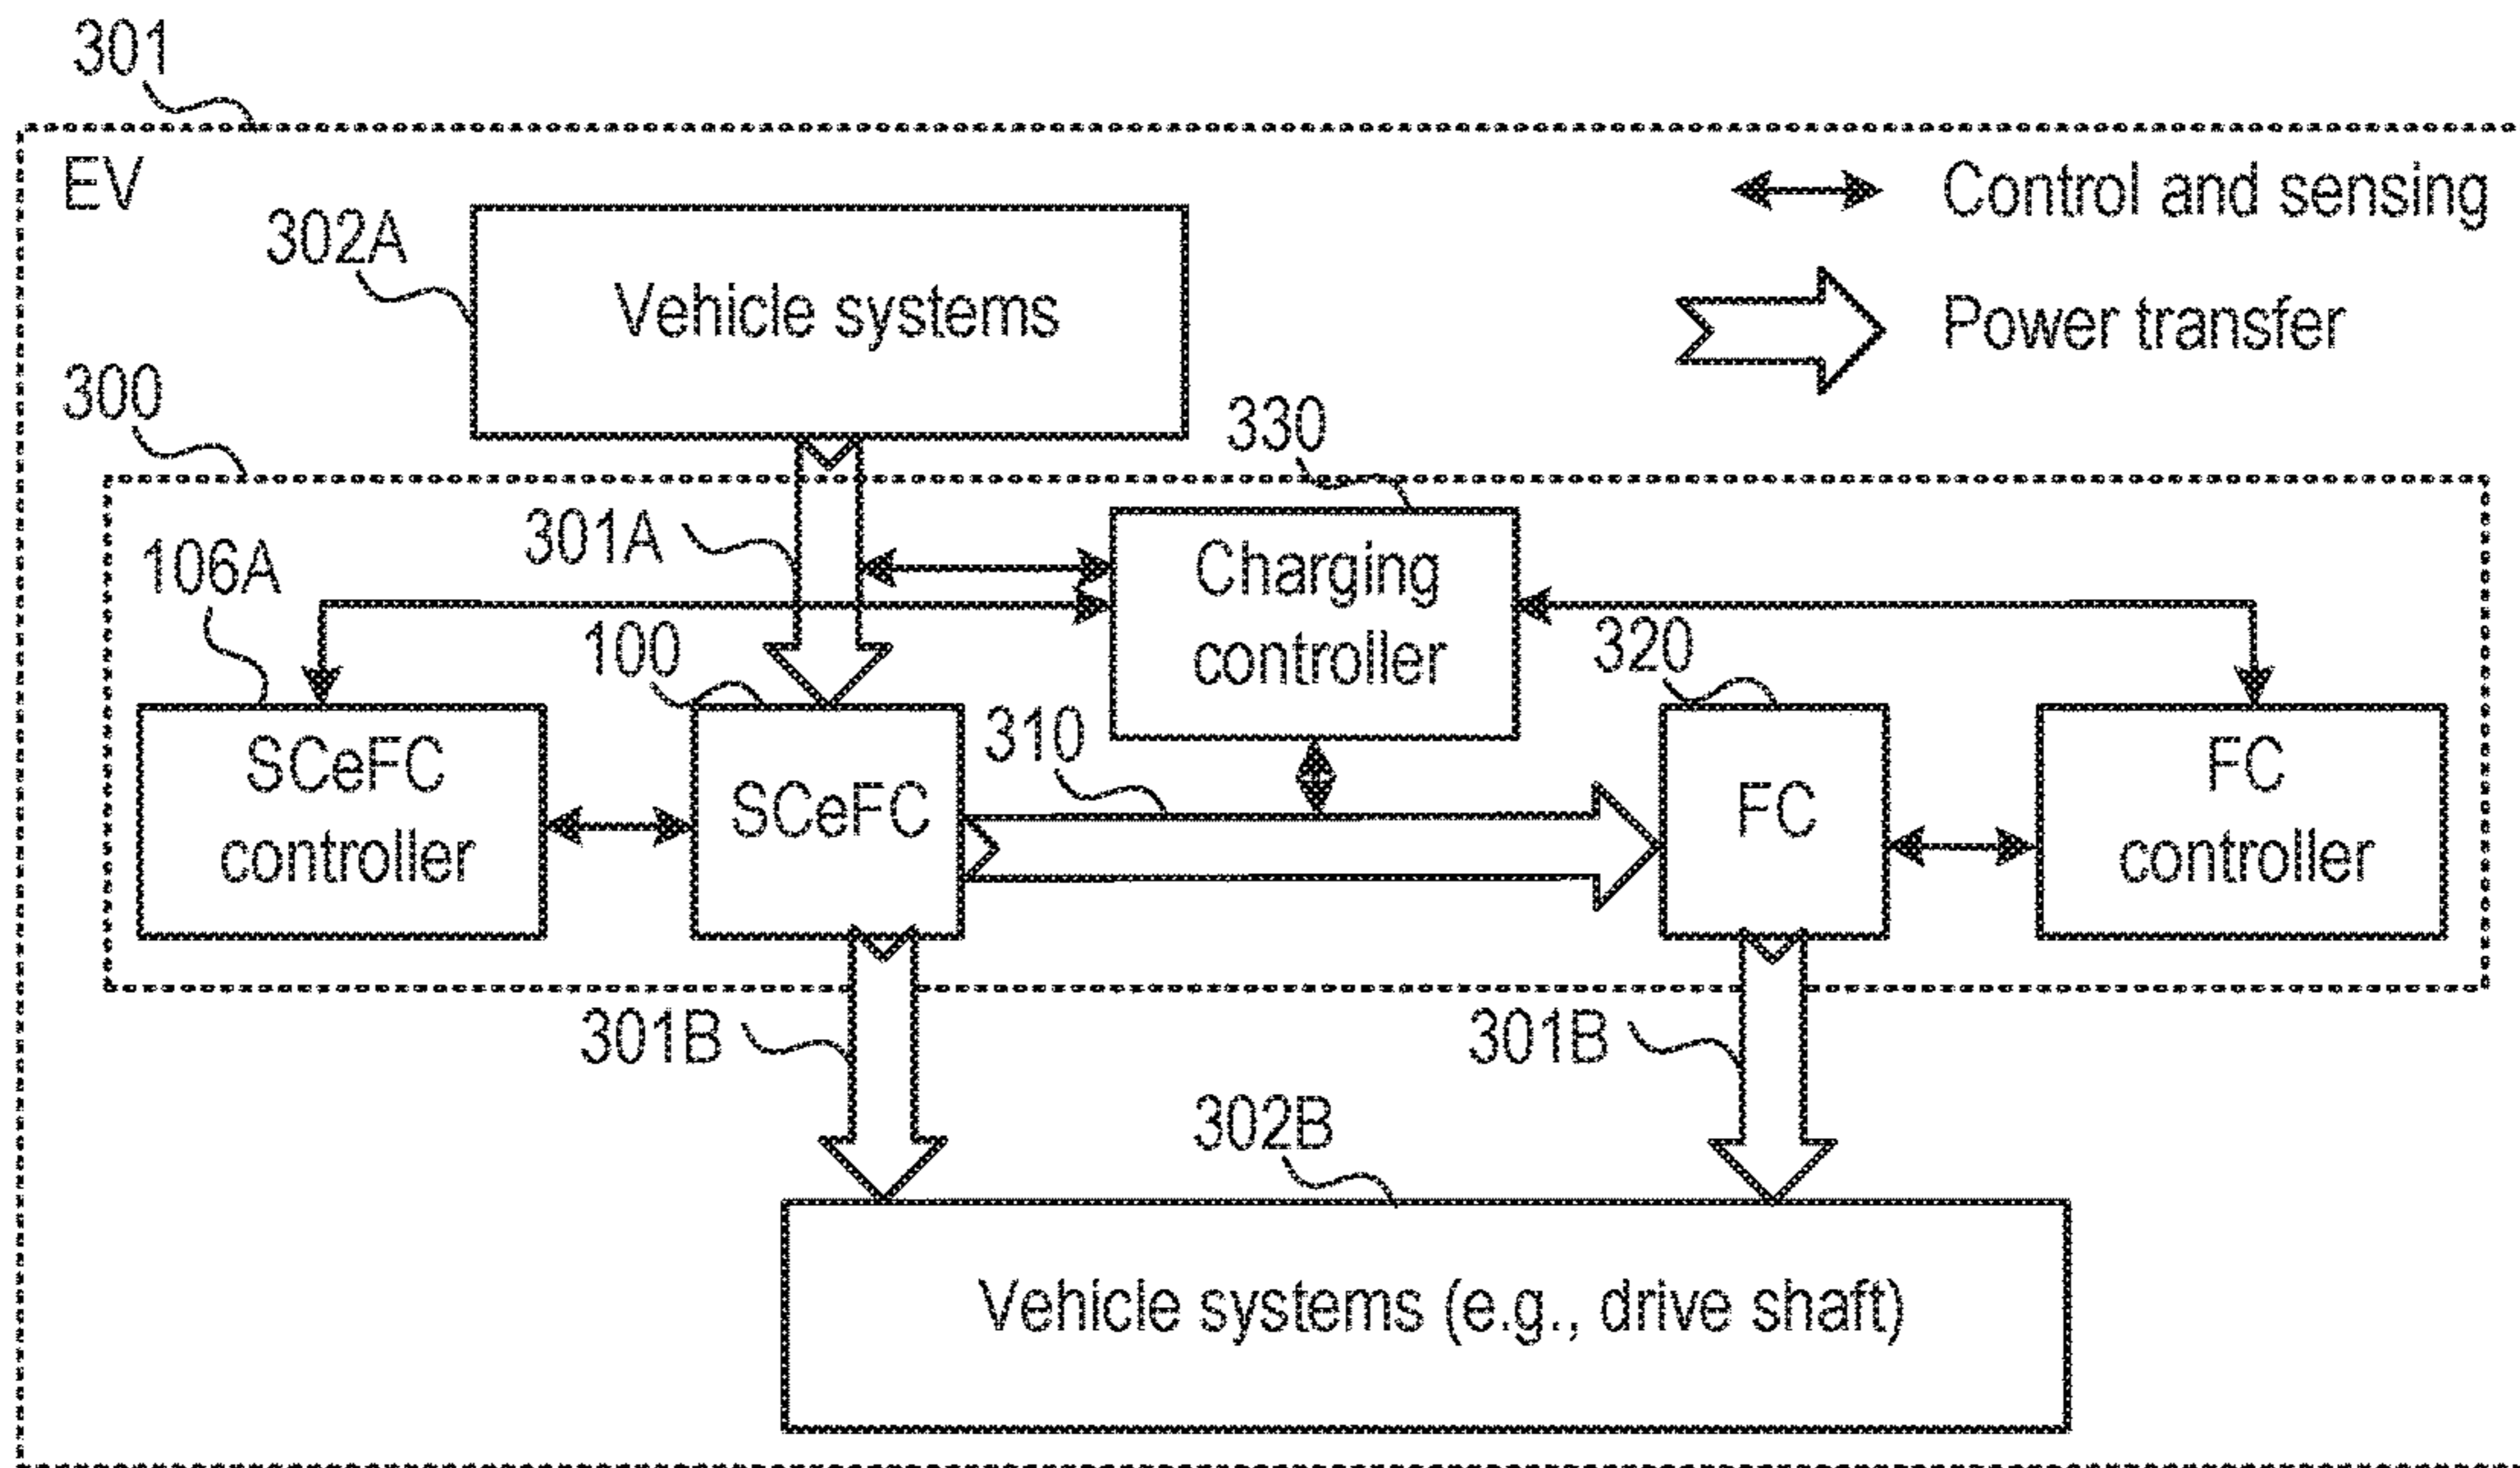 301
EV
Control and sensing
302A
Vehicle systems
Power transfer
300
330
301A
106A
Charging
controller
100
320
310
SCeFC
controller
SCeFC
FC
FC
controller
301B
301B
302B
Vehicle systems (e.g., drive shaft)